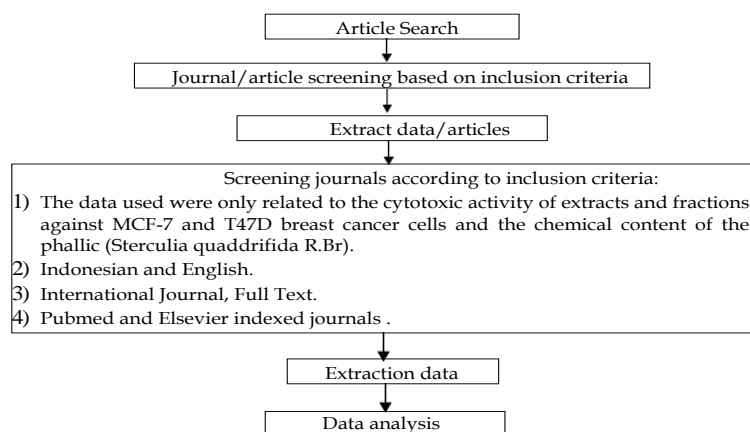 Article Search
Journal/article screening based on inclusion criteria
Extract data/articles
Screening journals according to inclusion criteria:
1) The data used were only related to the cytotoxic activity of extracts and fractions
against MCF-7 and T47D breast cancer cells and the chemical content of the
phallic (Sterculia quaddrifida R.Br).
2) Indonesian and English.
3) International Journal, Full Text.
4) Pubmed and Elsevier indexed journals .
Extraction data
Data analysis